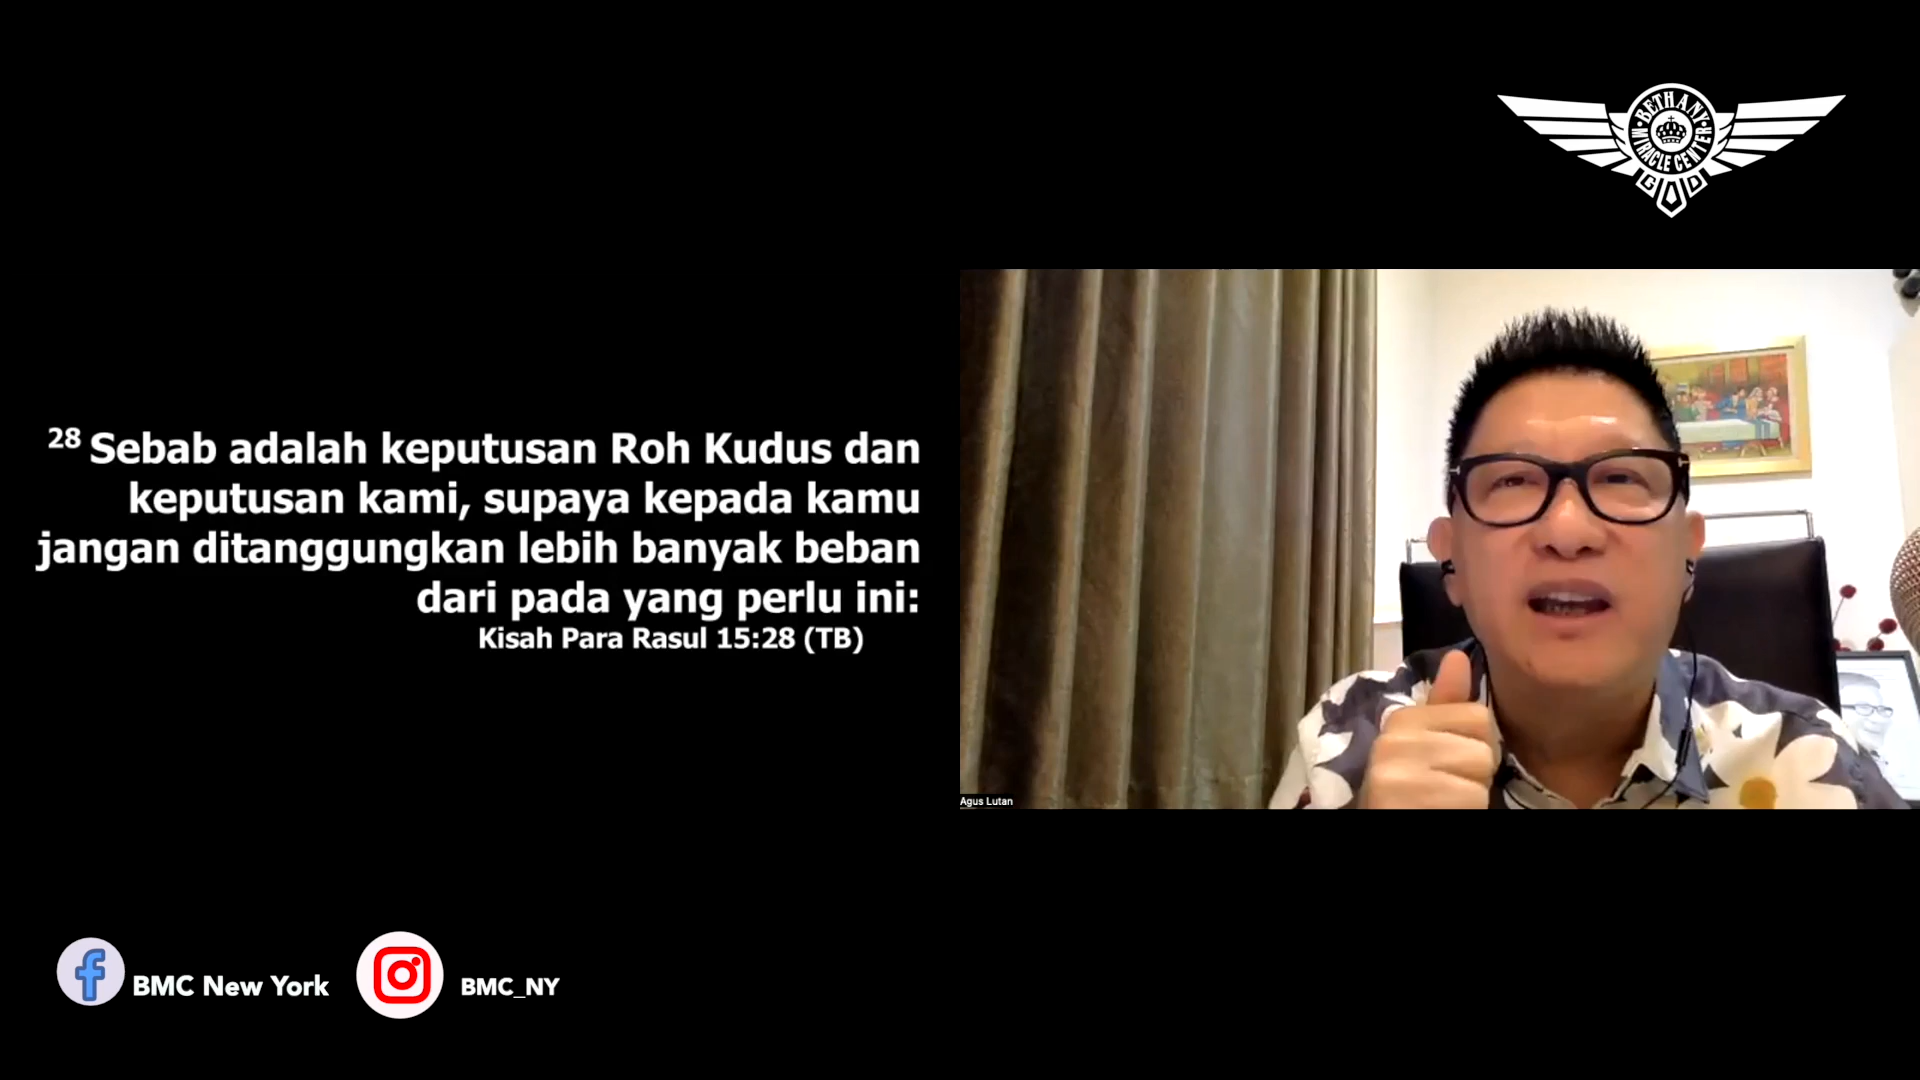 BETHANY
MIRACLE CENTER
GAD
28 Sebab adalah keputusan Roh Kudus dan
keputusan kami, supaya kepada kamu
jangan ditanggungkan lebih banyak beban
dari pada yang perlu ini:
Kisah Para Rasul 15:28 (TB)
Agus Lutan
BMC New York
BMC_NY